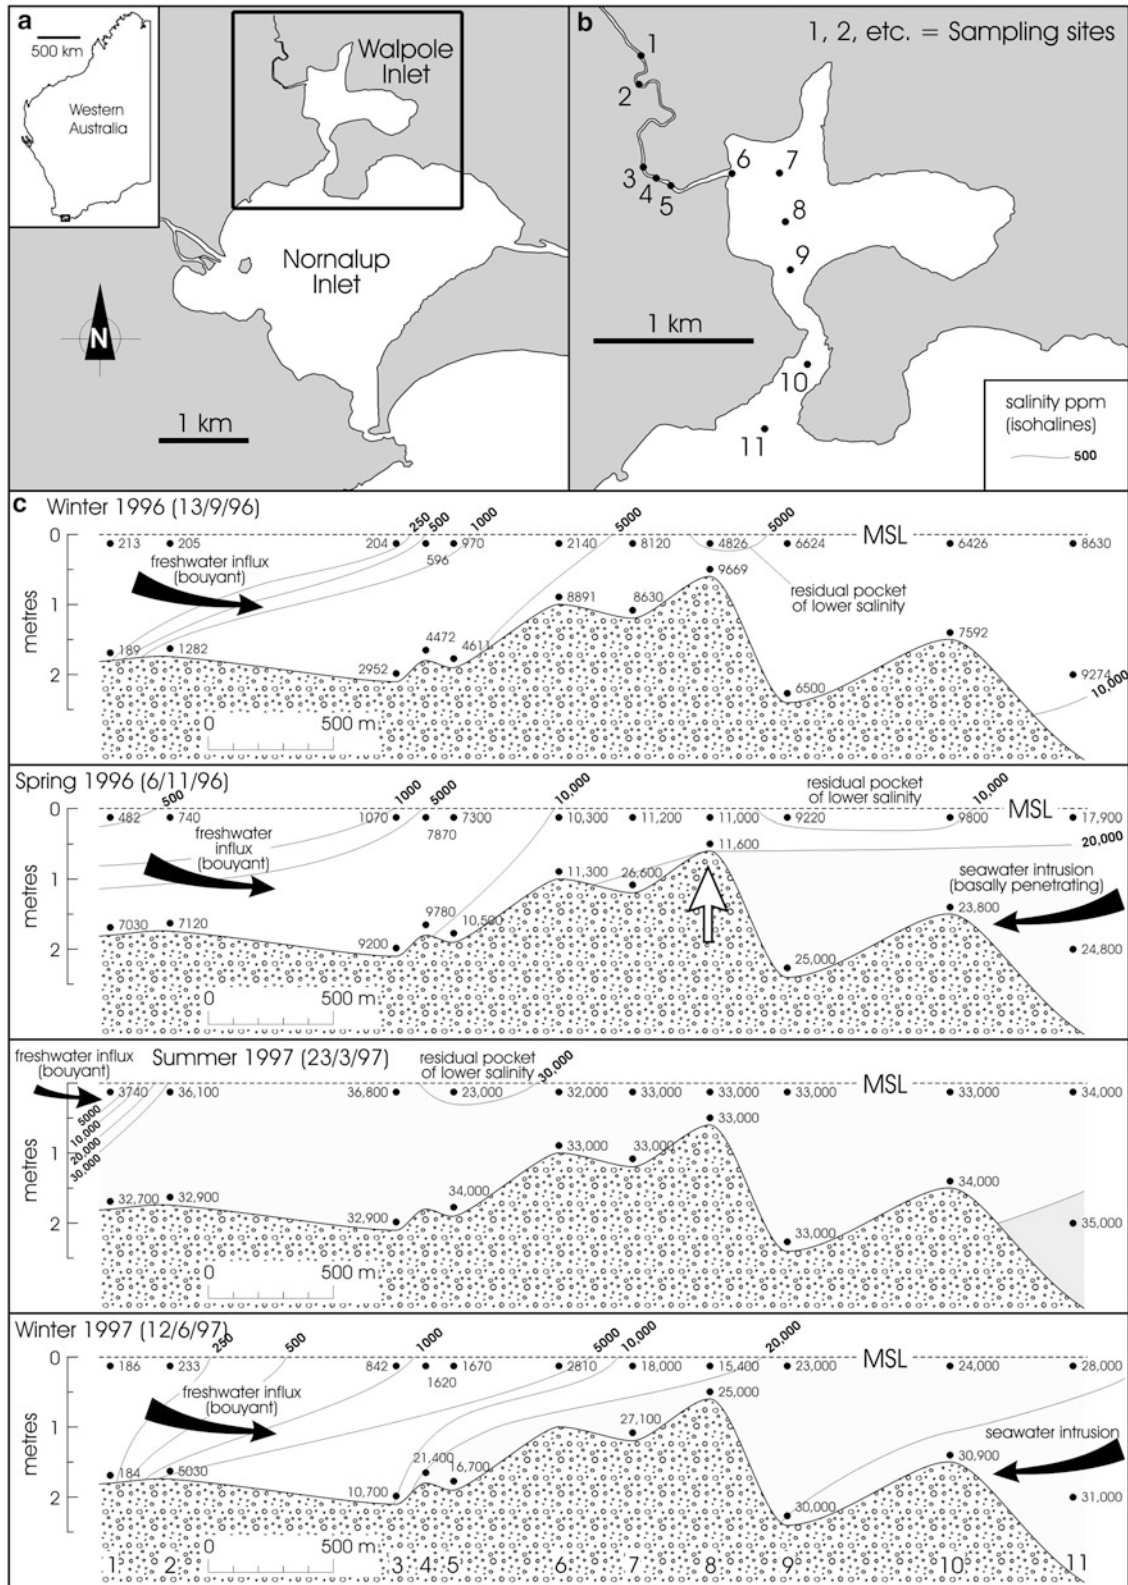 a
500 km
Western
Australia
Walpole
Inlet
Nornalup
Inlet
N
1 km
b
1, 2, etc. = Sampling sites
1
2
3
4
5
6
7
8
9
10
11
1 km
salinity ppm
(isohalines)
500
c
Winter 1996 (13/9/96)
250
500
1000
5000
5000
MSL
0
1
2
metres
213
205
204
596
970
2140
8120
4826
6624
6426
8630
freshwater influx
(bouyant)
residual pocket
of lower salinity
189
1282
2952
4472
4611
8891
8630
9669
6500
7592
9274
10,000
0
500 m
Spring 1996 (6/11/96)
500
1000
5000
10,000
residual pocket
of lower salinity
10,000
MSL
0
1
2
metres
482
740
1070
7870
7300
10,300
11,200
11,000
9220
9800
17,900
20,000
freshwater
influx
(bouyant)
seawater intrusion
(basally penetrating)
7030
7120
9200
9780
10,500
11,300
26,600
11,600
25,000
23,800
24,800
0
500 m
freshwater influx
(bouyant)
Summer 1997 (23/3/97)
residual pocket
of lower salinity
30,000
MSL
0
1
2
metres
3740
36,100
36,800
23,000
32,000
33,000
33,000
33,000
33,000
34,000
5000
10,000
20,000
30,000
32,700
32,900
32,900
34,000
33,000
33,000
33,000
33,000
34,000
35,000
0
500 m
Winter 1997 (12/6/97)
250
500
1000
5000
10,000
20,000
MSL
0
1
2
metres
186
233
842
1620
1670
2810
18,000
15,400
23,000
24,000
28,000
freshwater influx
(bouyant)
seawater intrusion
184
5030
10,700
21,400
16,700
27,100
25,000
30,000
30,900
31,000
0
500 m
1
2
3
4
5
6
7
8
9
10
11